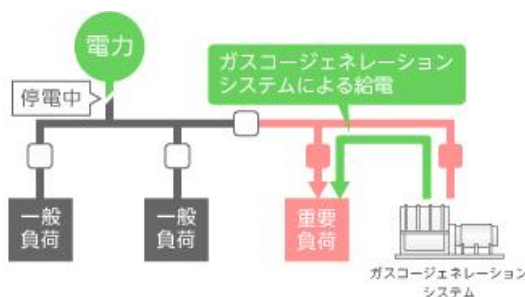 電力
ガスコージェネレーション
システムによる給電
停電中
一般
負荷
一般
負荷
重要
負荷
ガスコージェネレーション
システム